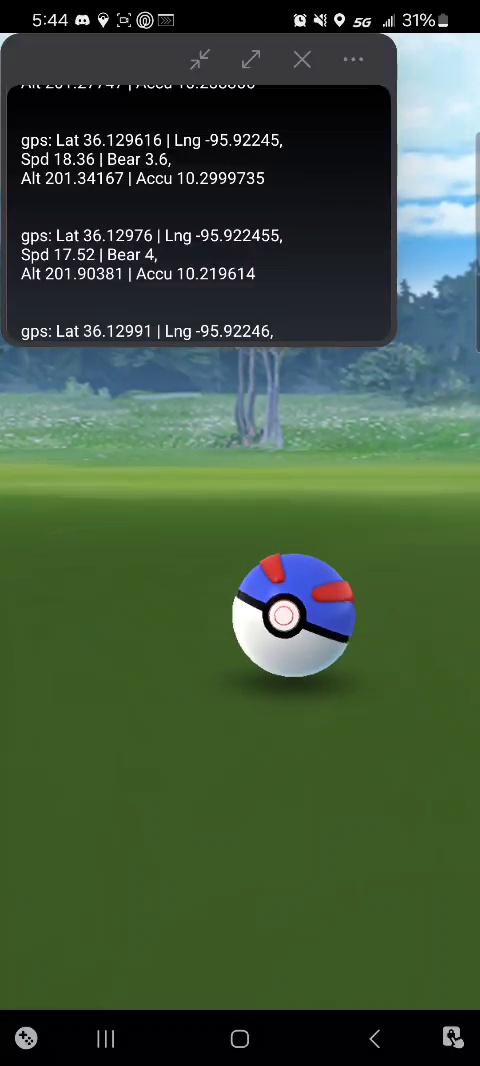 5:44 5G 31%
gps: Lat 36.129616 | Lng -95.92245,
Spd 18.36 | Bear 3.6,
Alt 201.34167 | Accu 10.2999735
gps: Lat 36.12976 | Lng -95.922455,
Spd 17.52 | Bear 4,
Alt 201.90381 | Accu 10.219614
gps: Lat 36.12991 | Lng -95.92246,